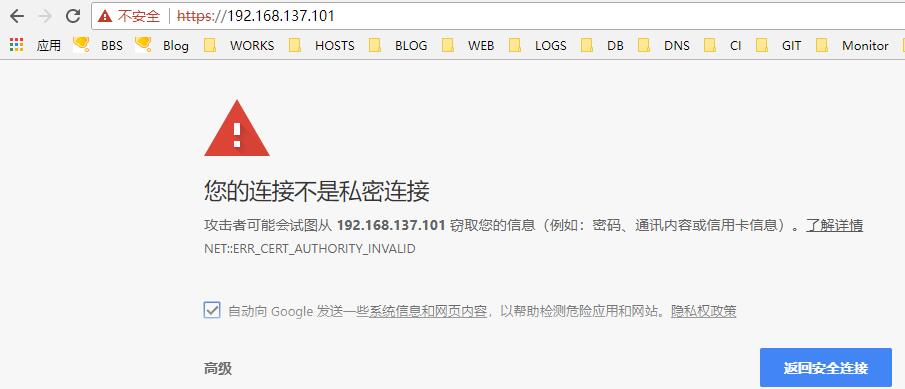 不安全 https://192.168.137.101
应用 BBS Blog WORKS HOSTS BLOG WEB LOGS DB DNS CI GIT Monitor
您的连接不是私密连接
攻击者可能会试图从 192.168.137.101 窃取您的信息（例如：密码、通讯内容或信用卡信息）。了解详情
NET::ERR_CERT_AUTHORITY_INVALID
自动向 Google 发送一些系统信息和网页内容，以帮助检测危险应用和网站。隐私权政策
高级 返回安全连接